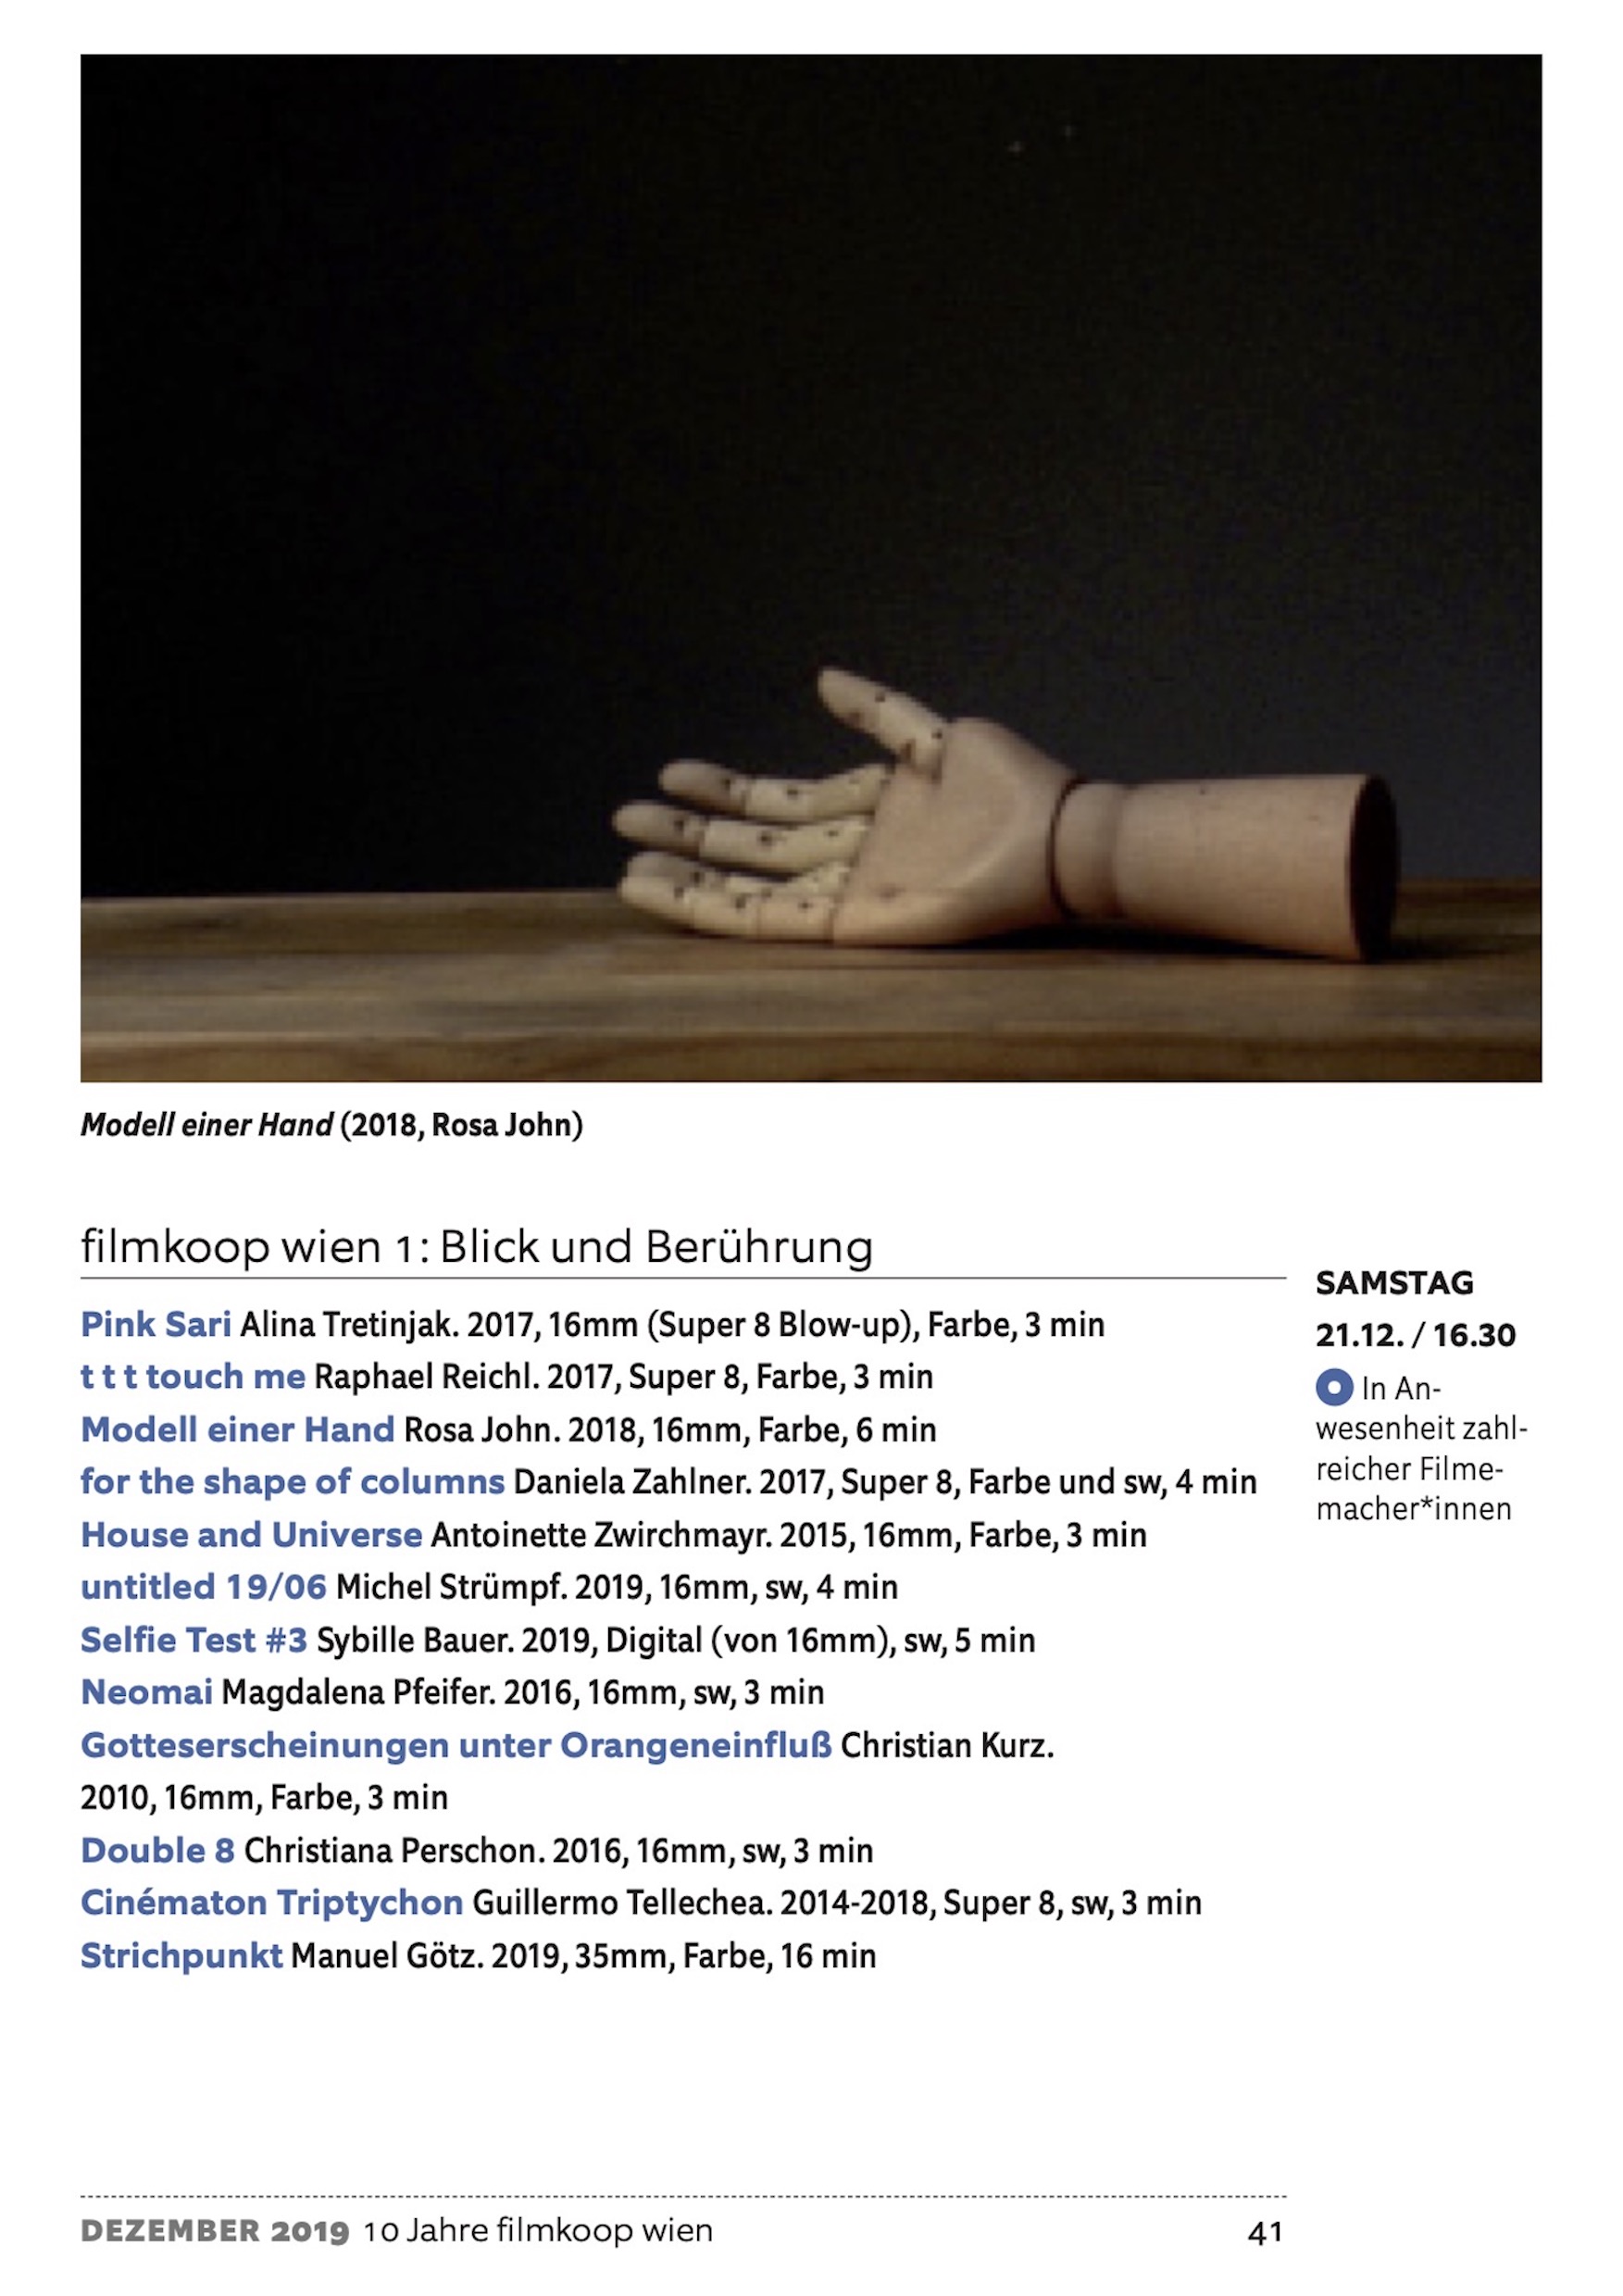 Modell einer Hand (2018, Rosa John)
filmkoop wien 1: Blick und Berührung
Pink Sari Alina Tretinjak. 2017, 16mm (Super 8 Blow-up), Farbe, 3 min
t t t touch me Raphael Reichl. 2017, Super 8, Farbe, 3 min
Modell einer Hand Rosa John. 2018, 16mm, Farbe, 6 min
for the shape of columns Daniela Zahlner. 2017, Super 8, Farbe und sw, 4 min
House and Universe Antoinette Zwirchmayr. 2015, 16mm, Farbe, 3 min
untitled 19/06 Michel Strümpf. 2019, 16mm, sw, 4 min
Selfie Test #3 Sybille Bauer. 2019, Digital (von 16mm), sw, 5 min
Neomai Magdalena Pfeifer. 2016, 16mm, sw, 3 min
Gotteserscheinungen unter Orangeneinfluß Christian Kurz.
2010, 16mm, Farbe, 3 min
Double 8 Christiana Perschon. 2016, 16mm, sw, 3 min
Cinématon Triptychon Guillermo Tellechea. 2014-2018, Super 8, sw, 3 min
Strichpunkt Manuel Götz. 2019, 35mm, Farbe, 16 min
SAMSTAG
21.12. / 16.30
In An-
wesenheit zahl-
reicher Filme-
macher*innen
DEZEMBER 2019 10 Jahre filmkoop wien 41